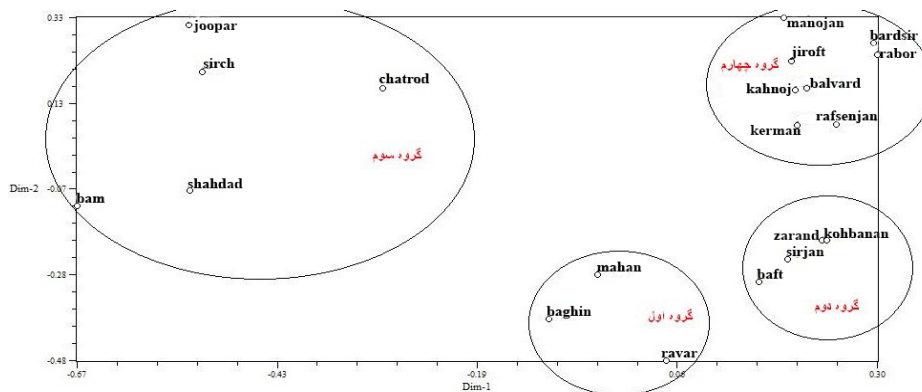 0.33
manojan
joopar
bardsir
rabor
jiroft
sirch
گروه چهارم
chatrod
kahnoj
balvard
0.13
rafsenjan
kerman
گروه سوم
shahdad
Dim-2
-0.07
bam
zarand
kohbanan
sirjan
mahan
-0.28
baft
baghin
گروه اول
گروه دوم
ravar
-0.48
-0.67
-0.43
-0.19
0.06
0.30
Dim-1